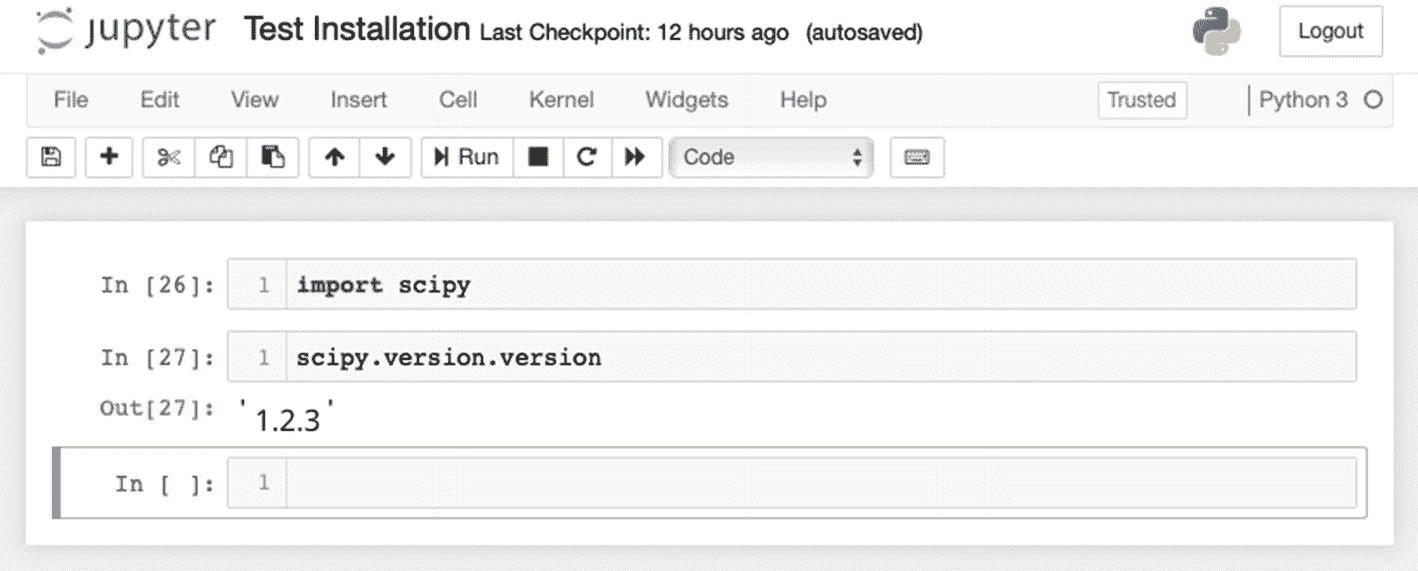 jupyter Test Installation Last Checkpoint: 12 hours ago (autosaved) Logout
File Edit View Insert Cell Kernel Widgets Help Trusted Python 3
Run Code
In [26]: 1 import scipy
In [27]: 1 scipy.version.version
Out[27]: '1.2.3'
In [ ]: 1